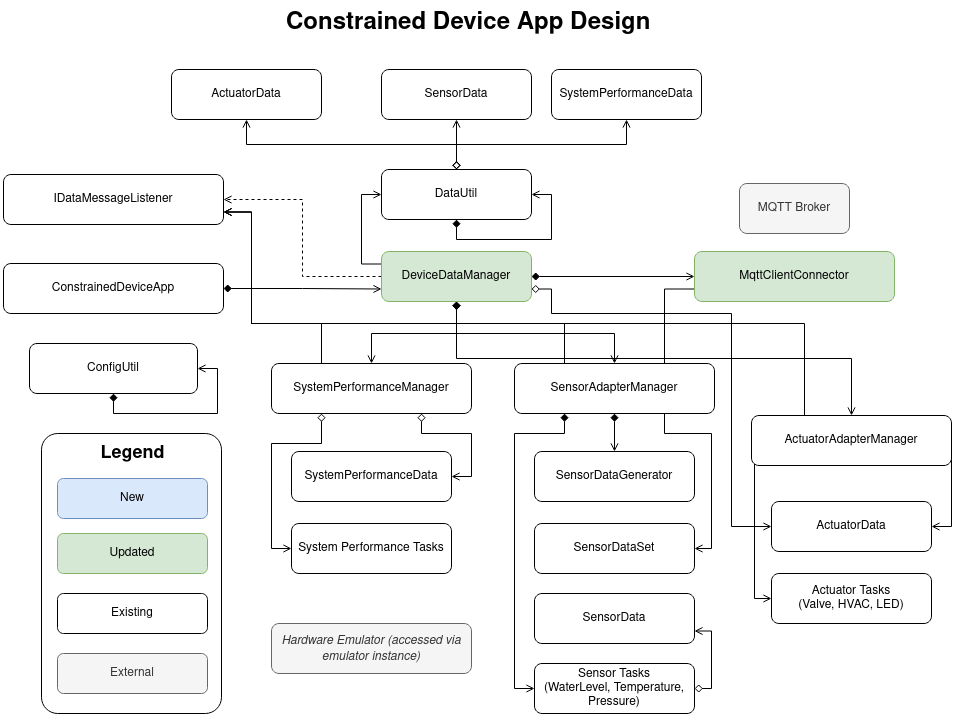 Constrained Device App Design
ActuatorData
SensorData
SystemPerformanceData
IDataMessageListener
DataUtil
MQTT Broker
ConstrainedDeviceApp
DeviceDataManager
MqttClientConnector
ConfigUtil
SystemPerformanceManager
SensorAdapterManager
ActuatorAdapterManager
Legend
New
Updated
Existing
External
SystemPerformanceData
System Performance Tasks
Hardware Emulator (accessed via
emulator instance)
SensorDataGenerator
SensorDataSet
SensorData
Sensor Tasks
(WaterLevel, Temperature,
Pressure)
ActuatorData
Actuator Tasks
(Valve, HVAC, LED)